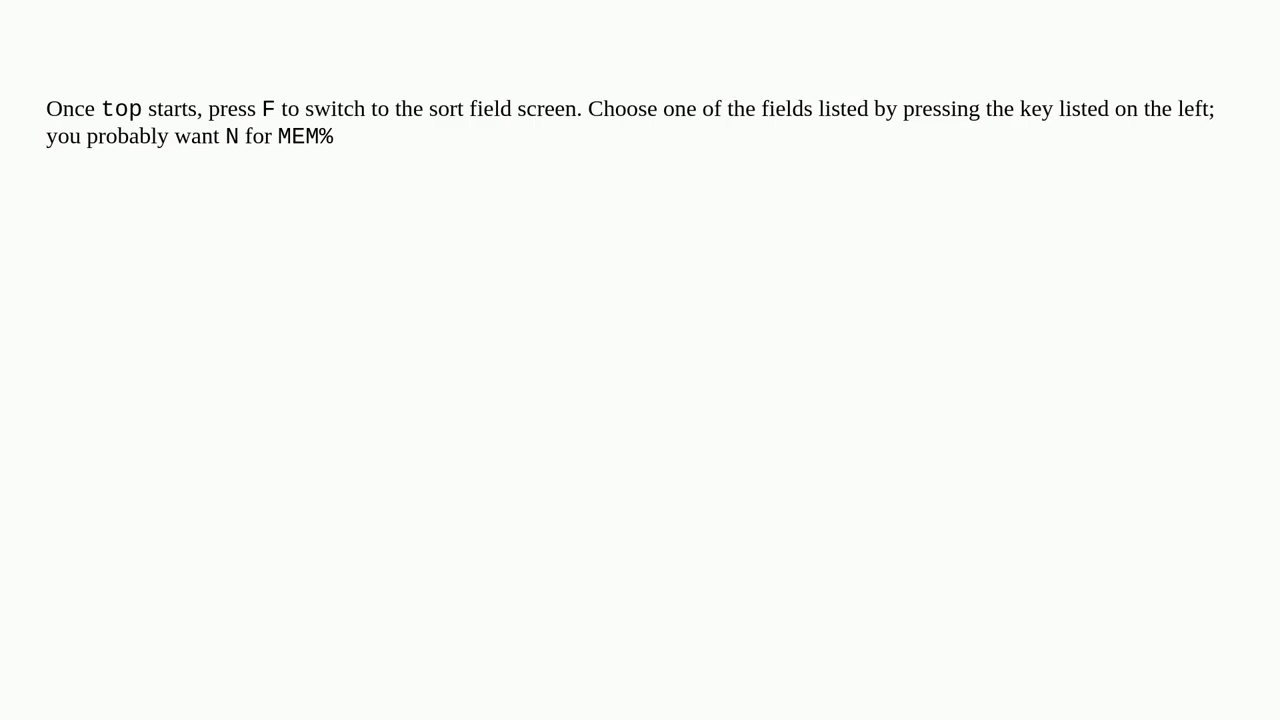 Once top starts, press F to switch to the sort field screen. Choose one of the fields listed by pressing the key listed on the left;
you probably want N for MEM%